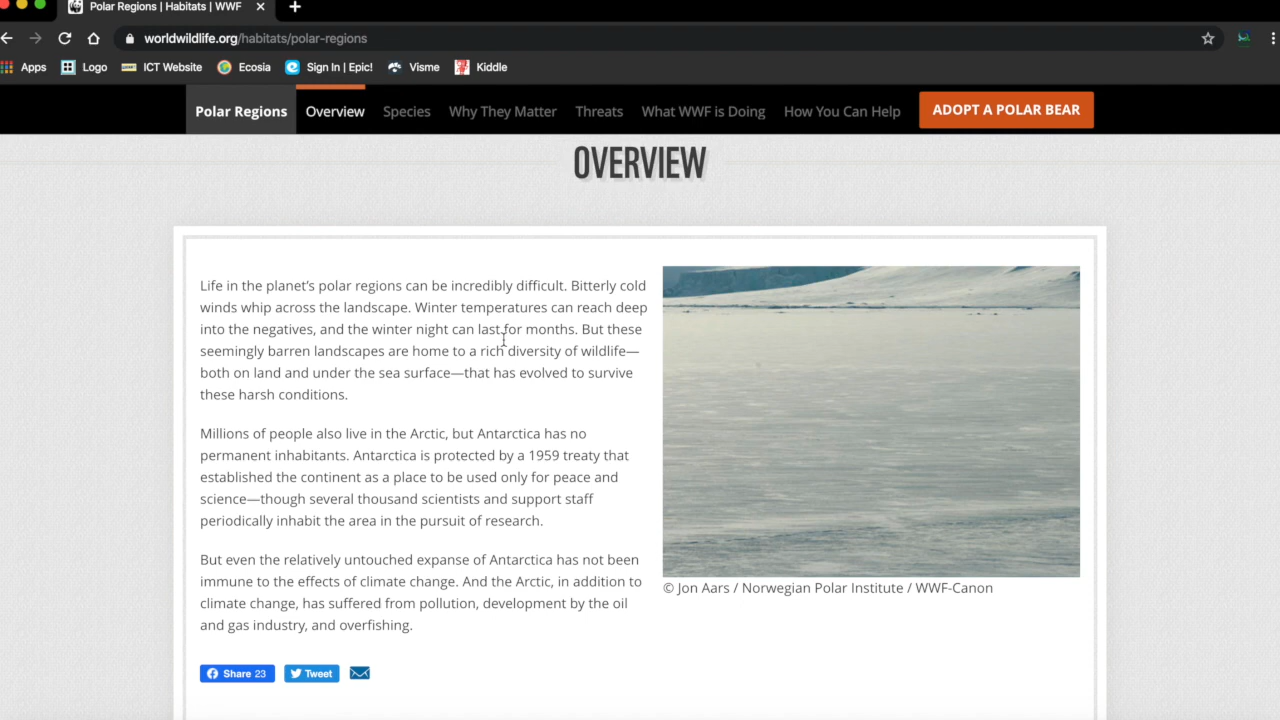 Polar Regions | Habitats | WWF
worldwildlife.org/habitats/polar-regions
Apps Logo ICT Website Ecosia Sign In | Epic! Visme Kiddle
Polar Regions Overview Species Why They Matter Threats What WWF is Doing How You Can Help ADOPT A POLAR BEAR
OVERVIEW
Life in the planet’s polar regions can be incredibly difficult. Bitterly cold
winds whip across the landscape. Winter temperatures can reach deep
into the negatives, and the winter night can last for months. But these
seemingly barren landscapes are home to a rich diversity of wildlife—
both on land and under the sea surface—that has evolved to survive
these harsh conditions.
Millions of people also live in the Arctic, but Antarctica has no
permanent inhabitants. Antarctica is protected by a 1959 treaty that
established the continent as a place to be used only for peace and
science—though several thousand scientists and support staff
periodically inhabit the area in the pursuit of research.
But even the relatively untouched expanse of Antarctica has not been
immune to the effects of climate change. And the Arctic, in addition to
climate change, has suffered from pollution, development by the oil
and gas industry, and overfishing.
© Jon Aars / Norwegian Polar Institute / WWF-Canon
Share 23 Tweet